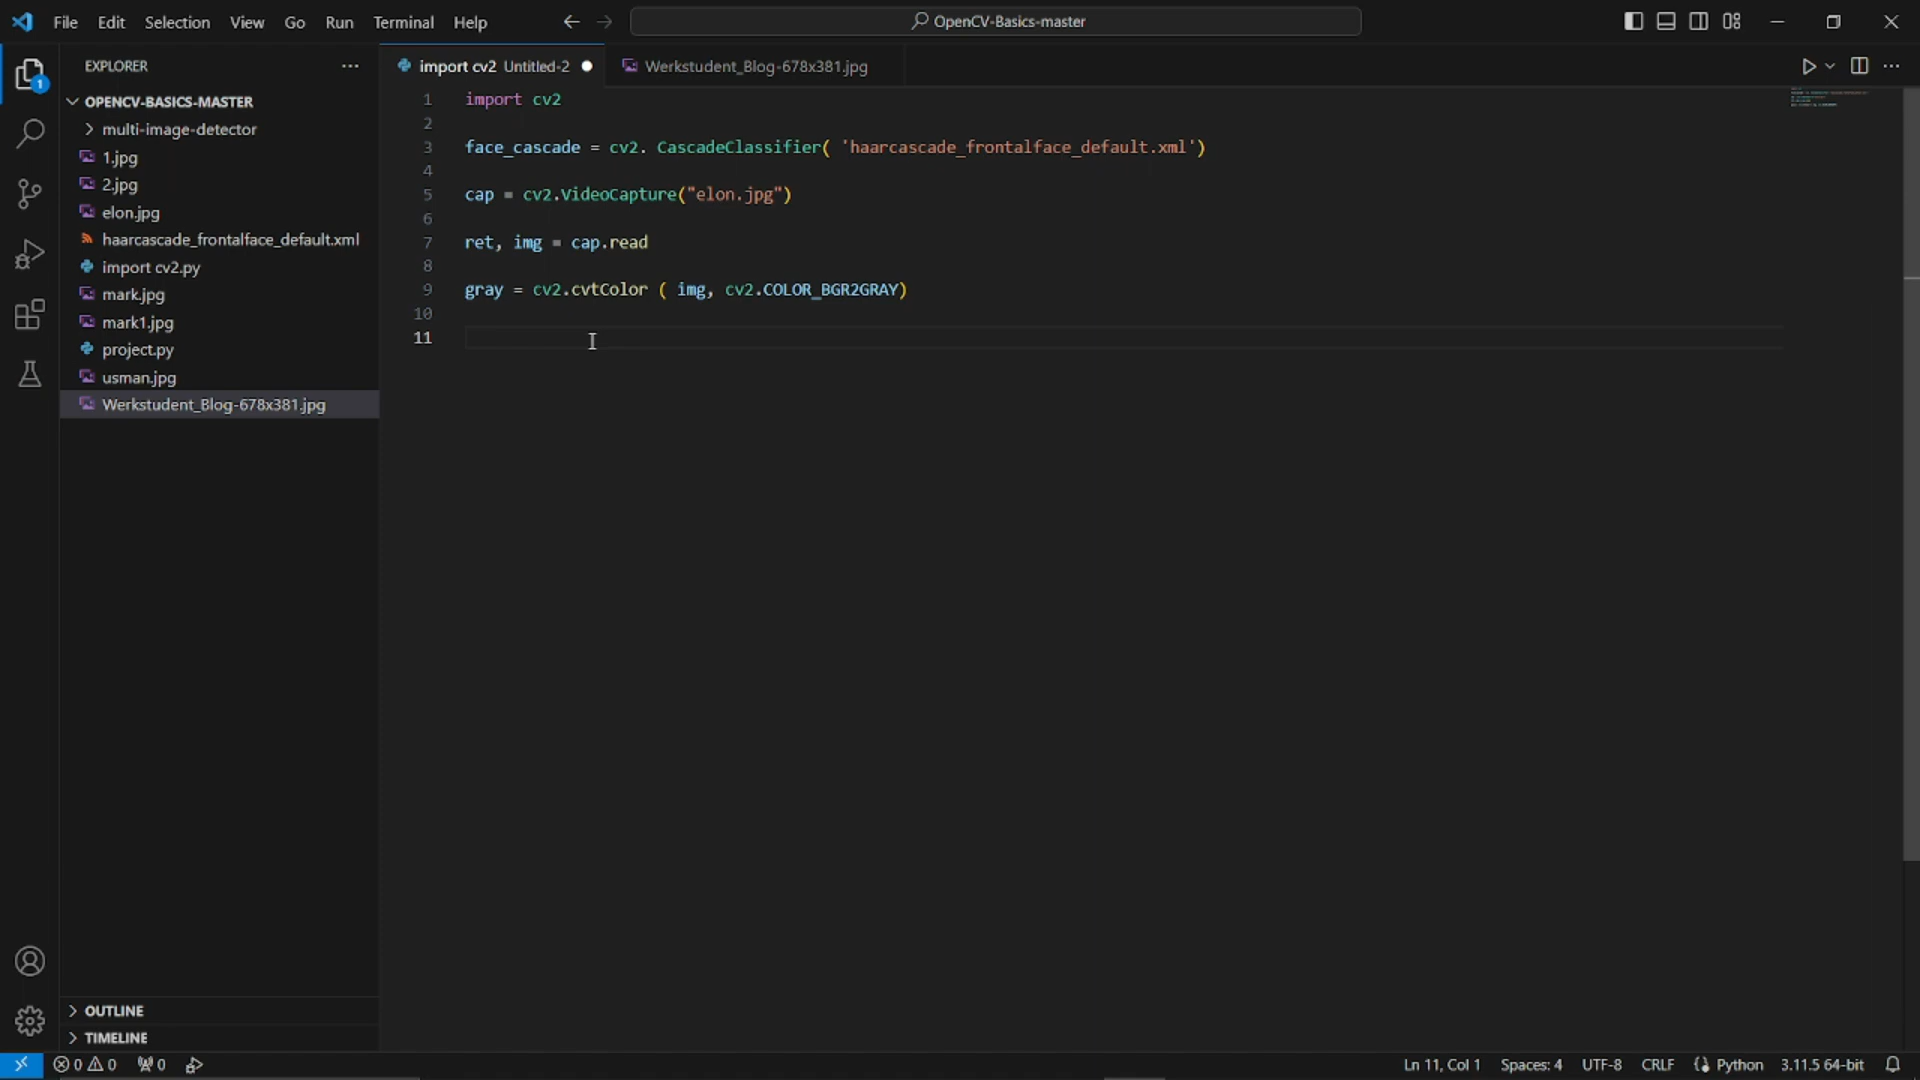 File Edit Selection View Go Run Terminal Help OpenCV-Basics-master
EXPLORER
import cv2 Untitled-2 Werkstudent_Blog-678x381.jpg
OPENCV-BASICS-MASTER
multi-image-detector
1.jpg
2.jpg
elon.jpg
haarcascade_frontalface_default.xml
import cv2.py
mark.jpg
mark1.jpg
project.py
usman.jpg
Werkstudent_Blog-678x381.jpg
OUTLINE
TIMELINE
1 import cv2
2
3 face_cascade = cv2. CascadeClassifier( 'haarcascade_frontalface_default.xml')
4
5 cap = cv2.VideoCapture("elon.jpg")
6
7 ret, img = cap.read
8
9 gray = cv2.cvtColor ( img, cv2.COLOR_BGR2GRAY)
10
11
1
0 0 0 Ln 11, Col 1 Spaces: 4 UTF-8 CRLF Python 3.11.5 64-bit